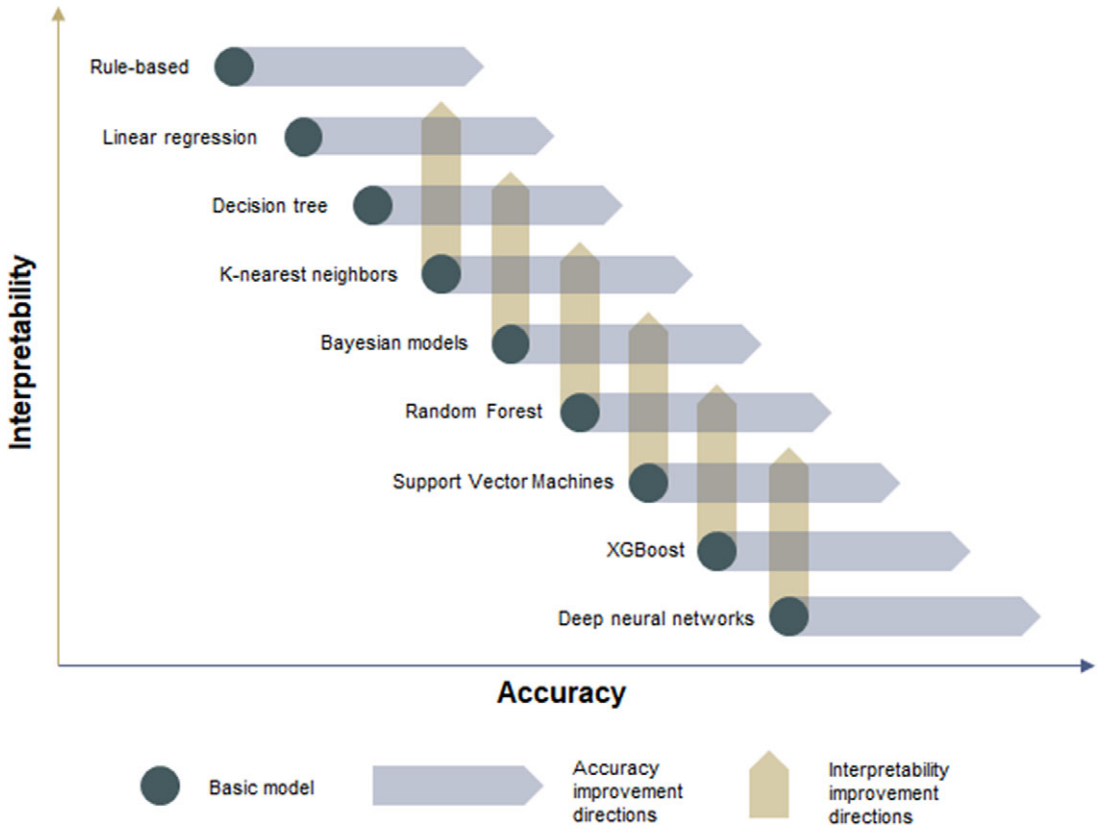 Rule-based
Linear regression
Decision tree
K-nearest neighbors
Bayesian models
Random Forest
Support Vector Machines
XGBoost
Deep neural networks
Interpretability
Accuracy
Basic model
Accuracy
improvement
directions
Interpretability
improvement
directions